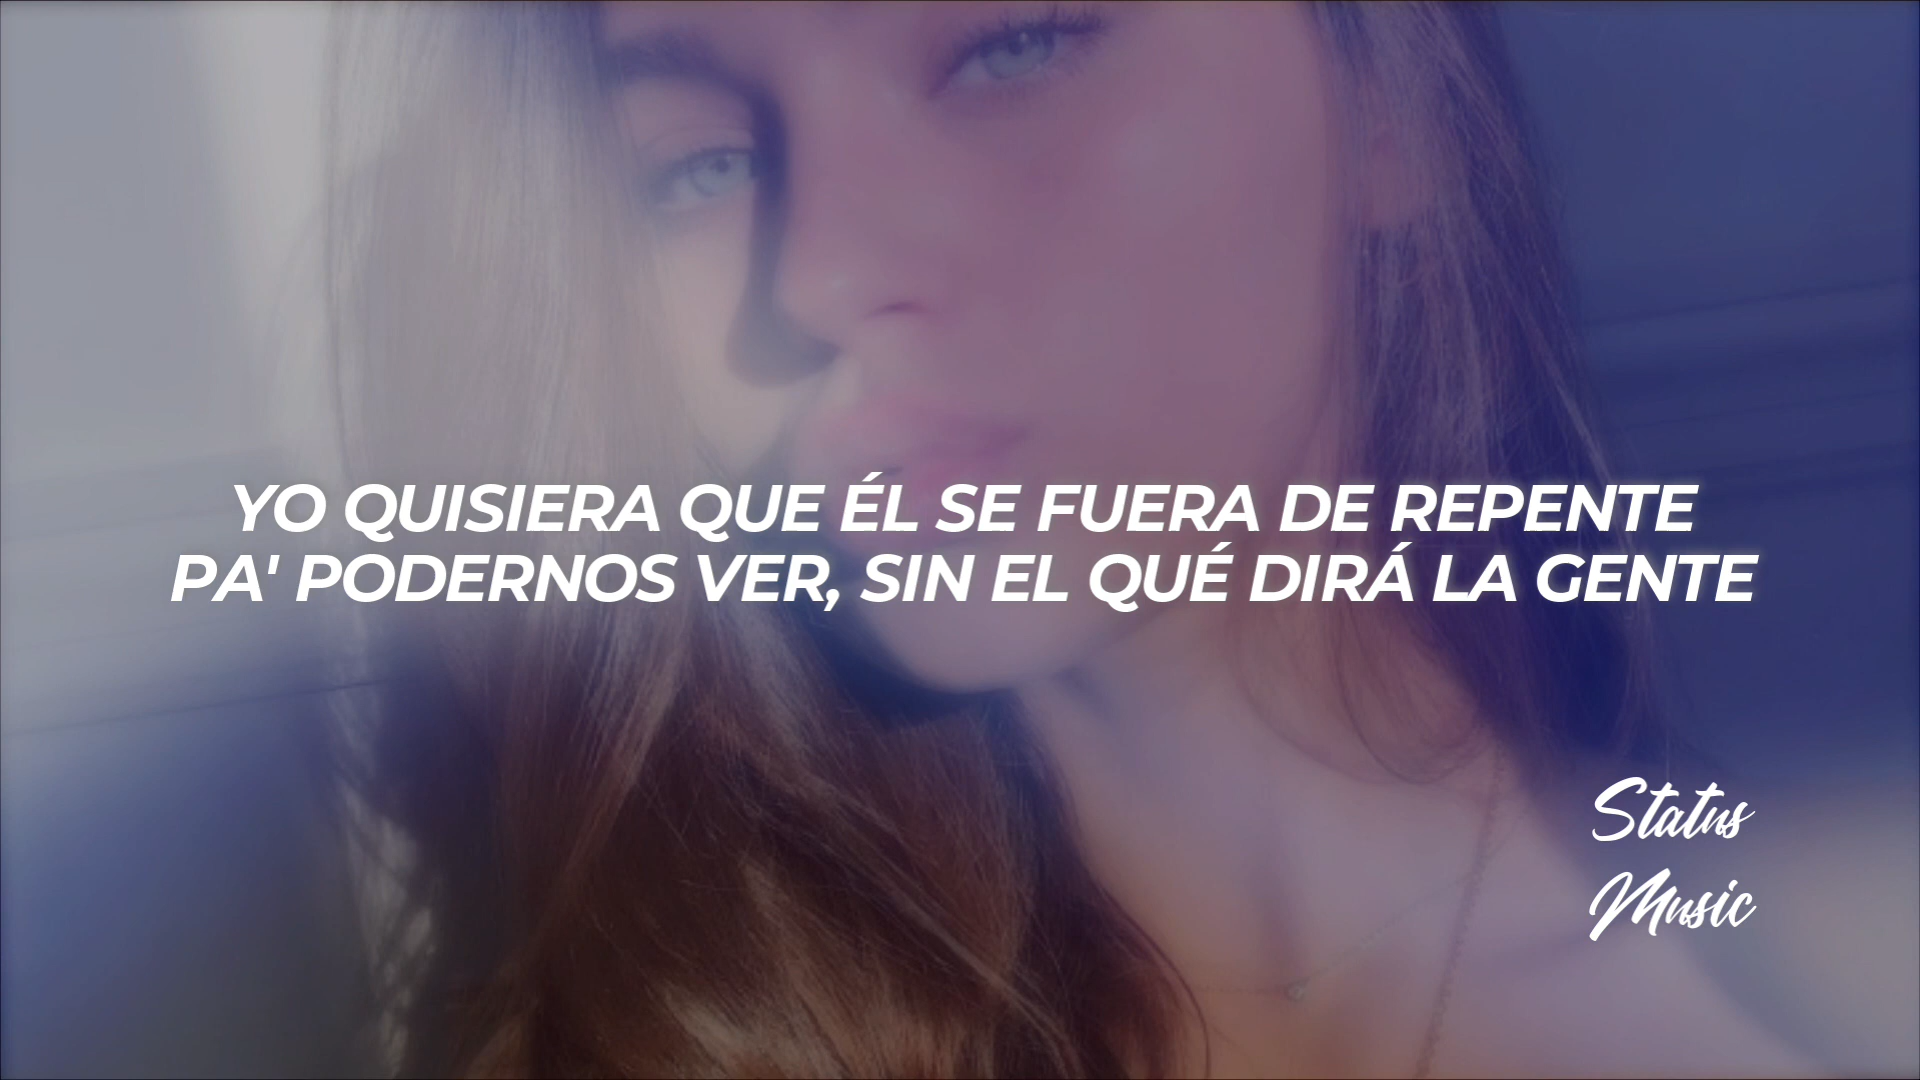 YO QUISIERA QUE ÉL SE FUERA DE REPENTE
PA' PODERNOS VER, SIN EL QUÉ DIRÁ LA GENTE
Status
Music